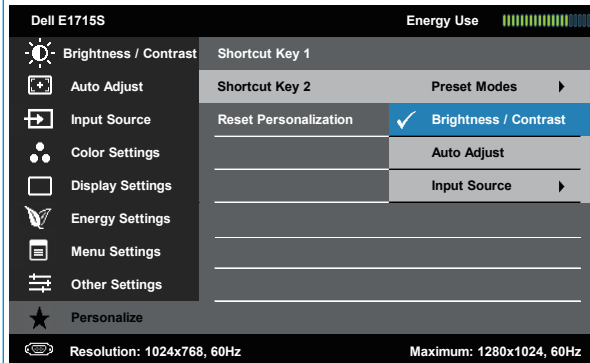 Dell E1715S Energy Use
Brightness / Contrast Shortcut Key 1
Auto Adjust Shortcut Key 2 Preset Modes
Input Source Reset Personalization Brightness / Contrast
Color Settings Auto Adjust
Display Settings Input Source
Energy Settings
Menu Settings
Other Settings
Personalize
Resolution: 1024x768, 60Hz Maximum: 1280x1024, 60Hz